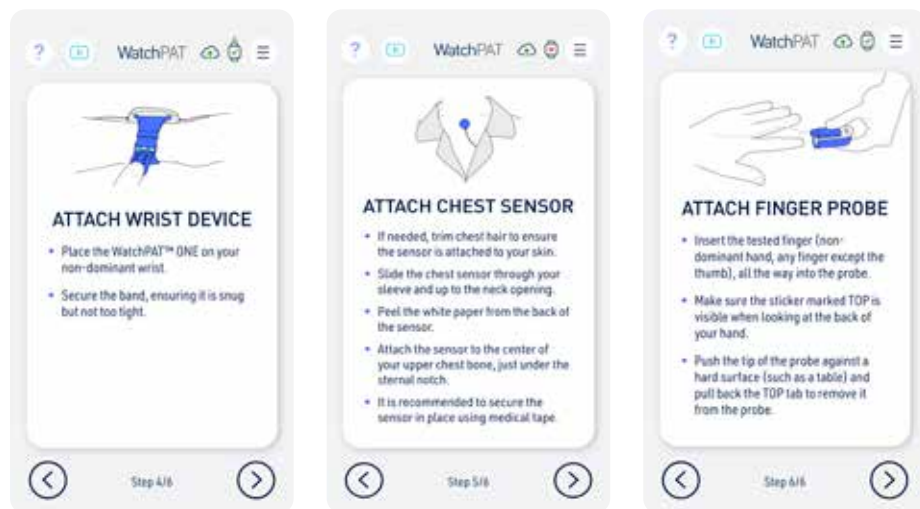 ?
WatchPAT
ATTACH WRIST DEVICE
• Place the WatchPAT™ ONE on your
non-dominant wrist.
• Secure the band, ensuring it is snug
but not too tight.
Step 4/6
?
WatchPAT
ATTACH CHEST SENSOR
• If needed, trim chest hair to ensure
the sensor is attached to your skin.
• Slide the chest sensor through your
sleeve and up to the neck opening.
• Peel the white paper from the back of
the sensor.
• Attach the sensor to the center of
your upper chest bone, just under the
sternal notch.
• It is recommended to secure the
sensor in place using medical tape.
Step 5/6
?
WatchPAT
ATTACH FINGER PROBE
• Insert the tested finger (non-
dominant hand, any finger except the
thumb), all the way into the probe.
• Make sure the sticker marked TOP is
visible when looking at the back of
your hand.
• Push the tip of the probe against a
hard surface (such as a table) and
pull back the TOP tab to remove it
from the probe.
Step 6/6